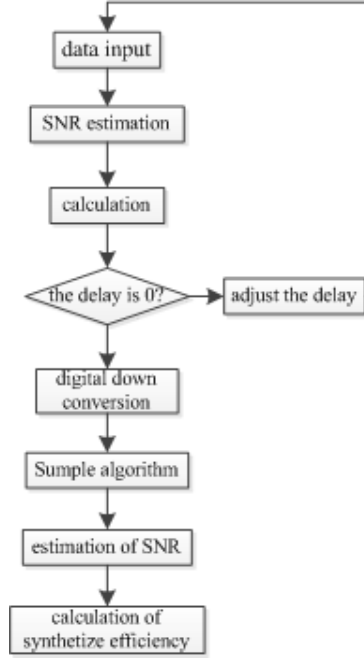 data input
SNR estimation
calculation
the delay is 0?
adjust the delay
digital down
conversion
Sumple algorithm
estimation of SNR
calculation of
synthetize efficiency